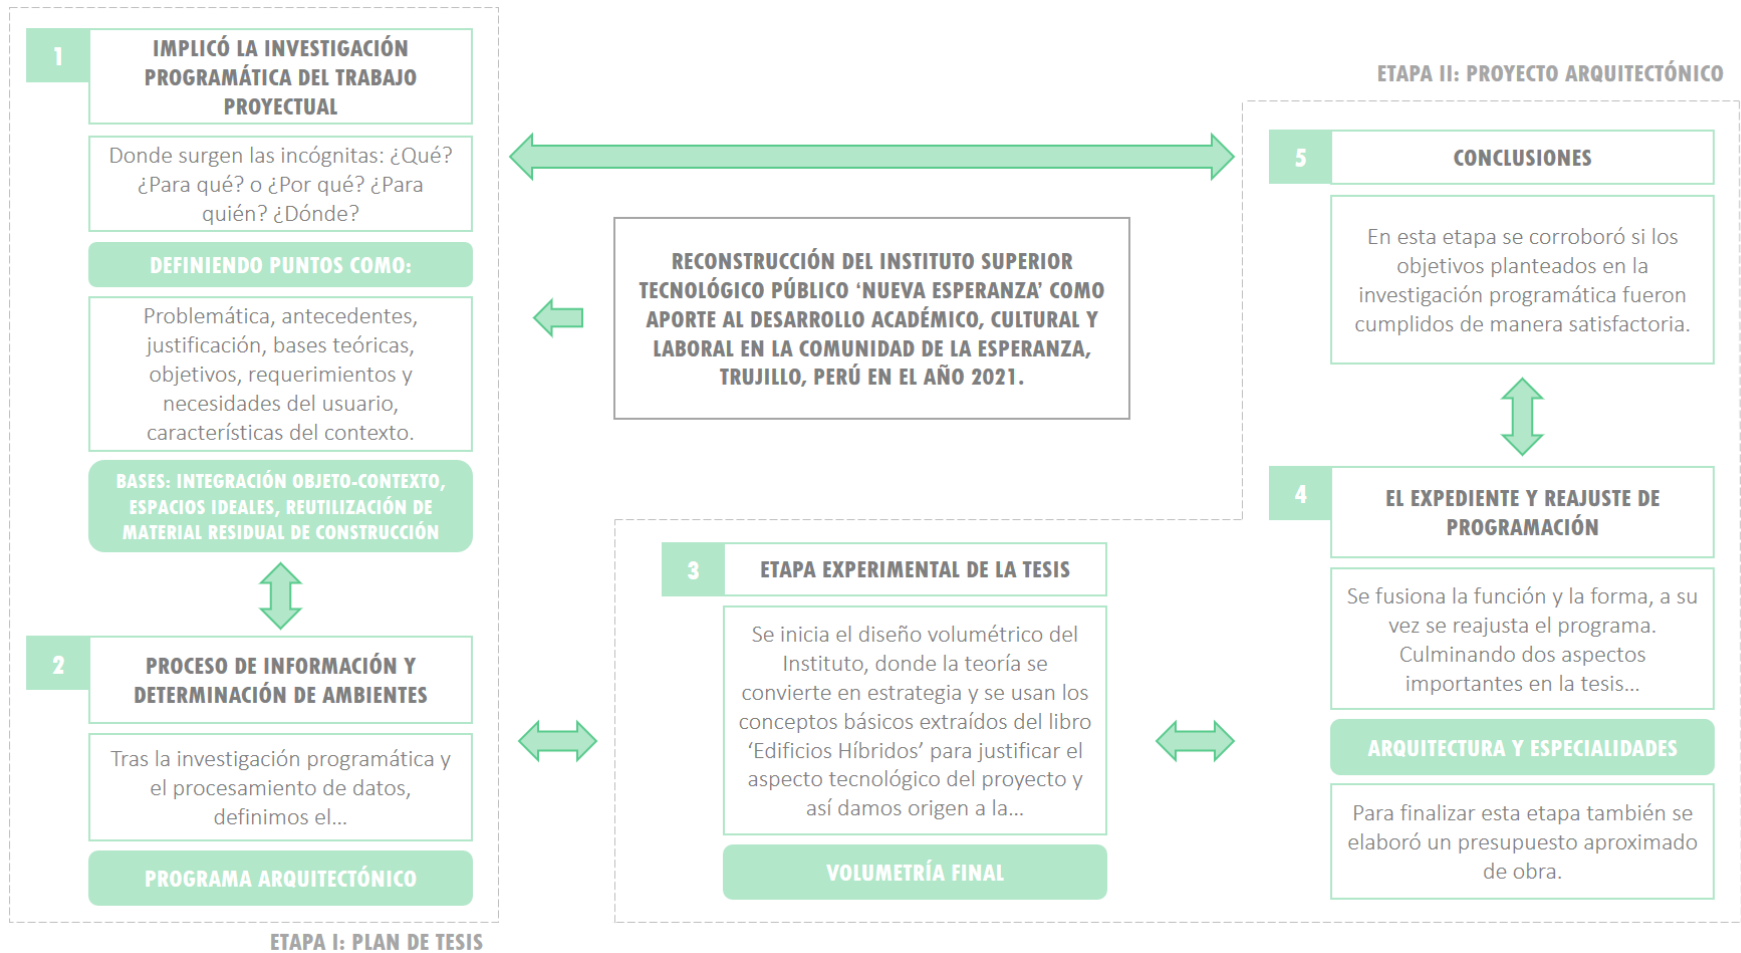 1
IMPLICÓ LA INVESTIGACIÓN
PROGRAMÁTICA DEL TRABAJO
PROYECTUAL
Donde surgen las incógnitas: ¿Qué?
¿Para qué? o ¿Por qué? ¿Para
quién? ¿Dónde?
DEFINIENDO PUNTOS COMO:
Problemática, antecedentes,
justificación, bases teóricas,
objetivos, requerimientos y
necesidades del usuario,
características del contexto.
BASES: INTEGRACIÓN OBJETO-CONTEXTO,
ESPACIOS IDEALES, REUTILIZACIÓN DE
MATERIAL RESIDUAL DE CONSTRUCCIÓN
2
PROCESO DE INFORMACIÓN Y
DETERMINACIÓN DE AMBIENTES
Tras la investigación programática y
el procesamiento de datos,
definimos el...
PROGRAMA ARQUITECTÓNICO
ETAPA I: PLAN DE TESIS
RECONSTRUCCIÓN DEL INSTITUTO SUPERIOR
TECNOLÓGICO PÚBLICO ‘NUEVA ESPERANZA’ COMO
APORTE AL DESARROLLO ACADÉMICO, CULTURAL Y
LABORAL EN LA COMUNIDAD DE LA ESPERANZA,
TRUJILLO, PERÚ EN EL AÑO 2021.
3
ETAPA EXPERIMENTAL DE LA TESIS
Se inicia el diseño volumétrico del
Instituto, donde la teoría se
convierte en estrategia y se usan los
conceptos básicos extraídos del libro
‘Edificios Híbridos’ para justificar el
aspecto tecnológico del proyecto y
así damos origen a la...
VOLUMETRÍA FINAL
ETAPA II: PROYECTO ARQUITECTÓNICO
5
CONCLUSIONES
En esta etapa se corroboró si los
objetivos planteados en la
investigación programática fueron
cumplidos de manera satisfactoria.
4
EL EXPEDIENTE Y REAJUSTE DE
PROGRAMACIÓN
Se fusiona la función y la forma, a su
vez se reajusta el programa.
Culminando dos aspectos
importantes en la tesis...
ARQUITECTURA Y ESPECIALIDADES
Para finalizar esta etapa también se
elaboró un presupuesto aproximado
de obra.